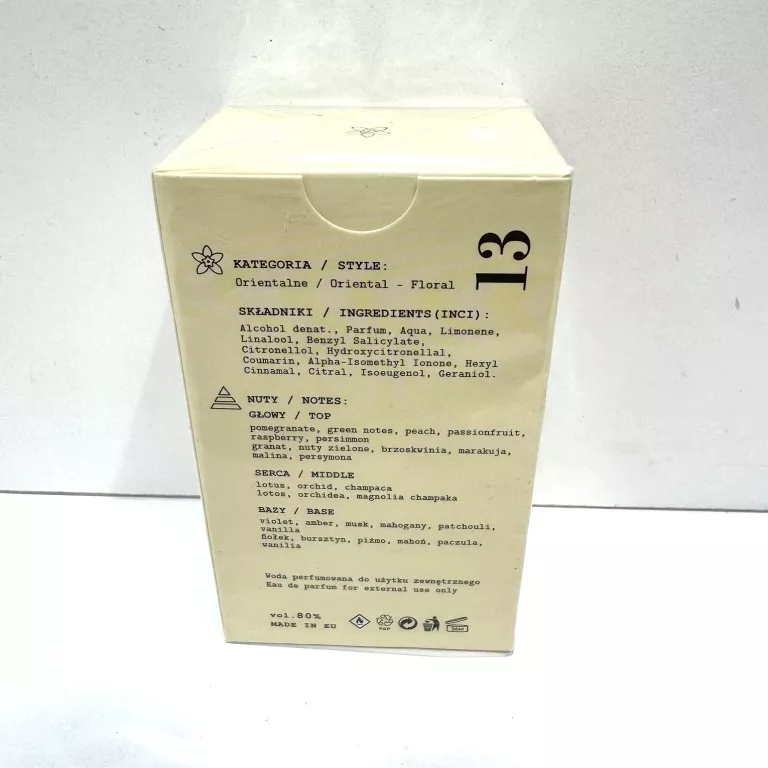 13
KATEGORIA / STYLE:
Orientalne / Oriental - Floral
SKŁADNIKI / INGREDIENTS(INCI):
Alcohol denat., Parfum, Aqua, Limonene,
Linalool, Benzyl Salicylate,
Citronellol, Hydroxycitronellal,
Coumarin, Alpha-Isomethyl Ionone, Hexyl
Cinnamal, Citral, Isoeugenol, Geraniol.
NUTY / NOTES:
GŁOWY / TOP
pomegranate, green notes, peach, passionfruit,
raspberry, persimmon
granat, nuty zielone, brzoskwinia, marakuja,
malina, persymona
SERCA / MIDDLE
lotus, orchid, champaca
lotos, orchidea, magnolia champaka
BAZY / BASE
violet, amber, musk, mahogany, patchouli,
vanilla
fiołek, bursztyn, piżmo, mahoń, paczula,
wanilia
Woda perfumowana do użytku zewnętrznego
Eau de parfum for external use only
vol.80%
MADE IN EU
PAP
36M